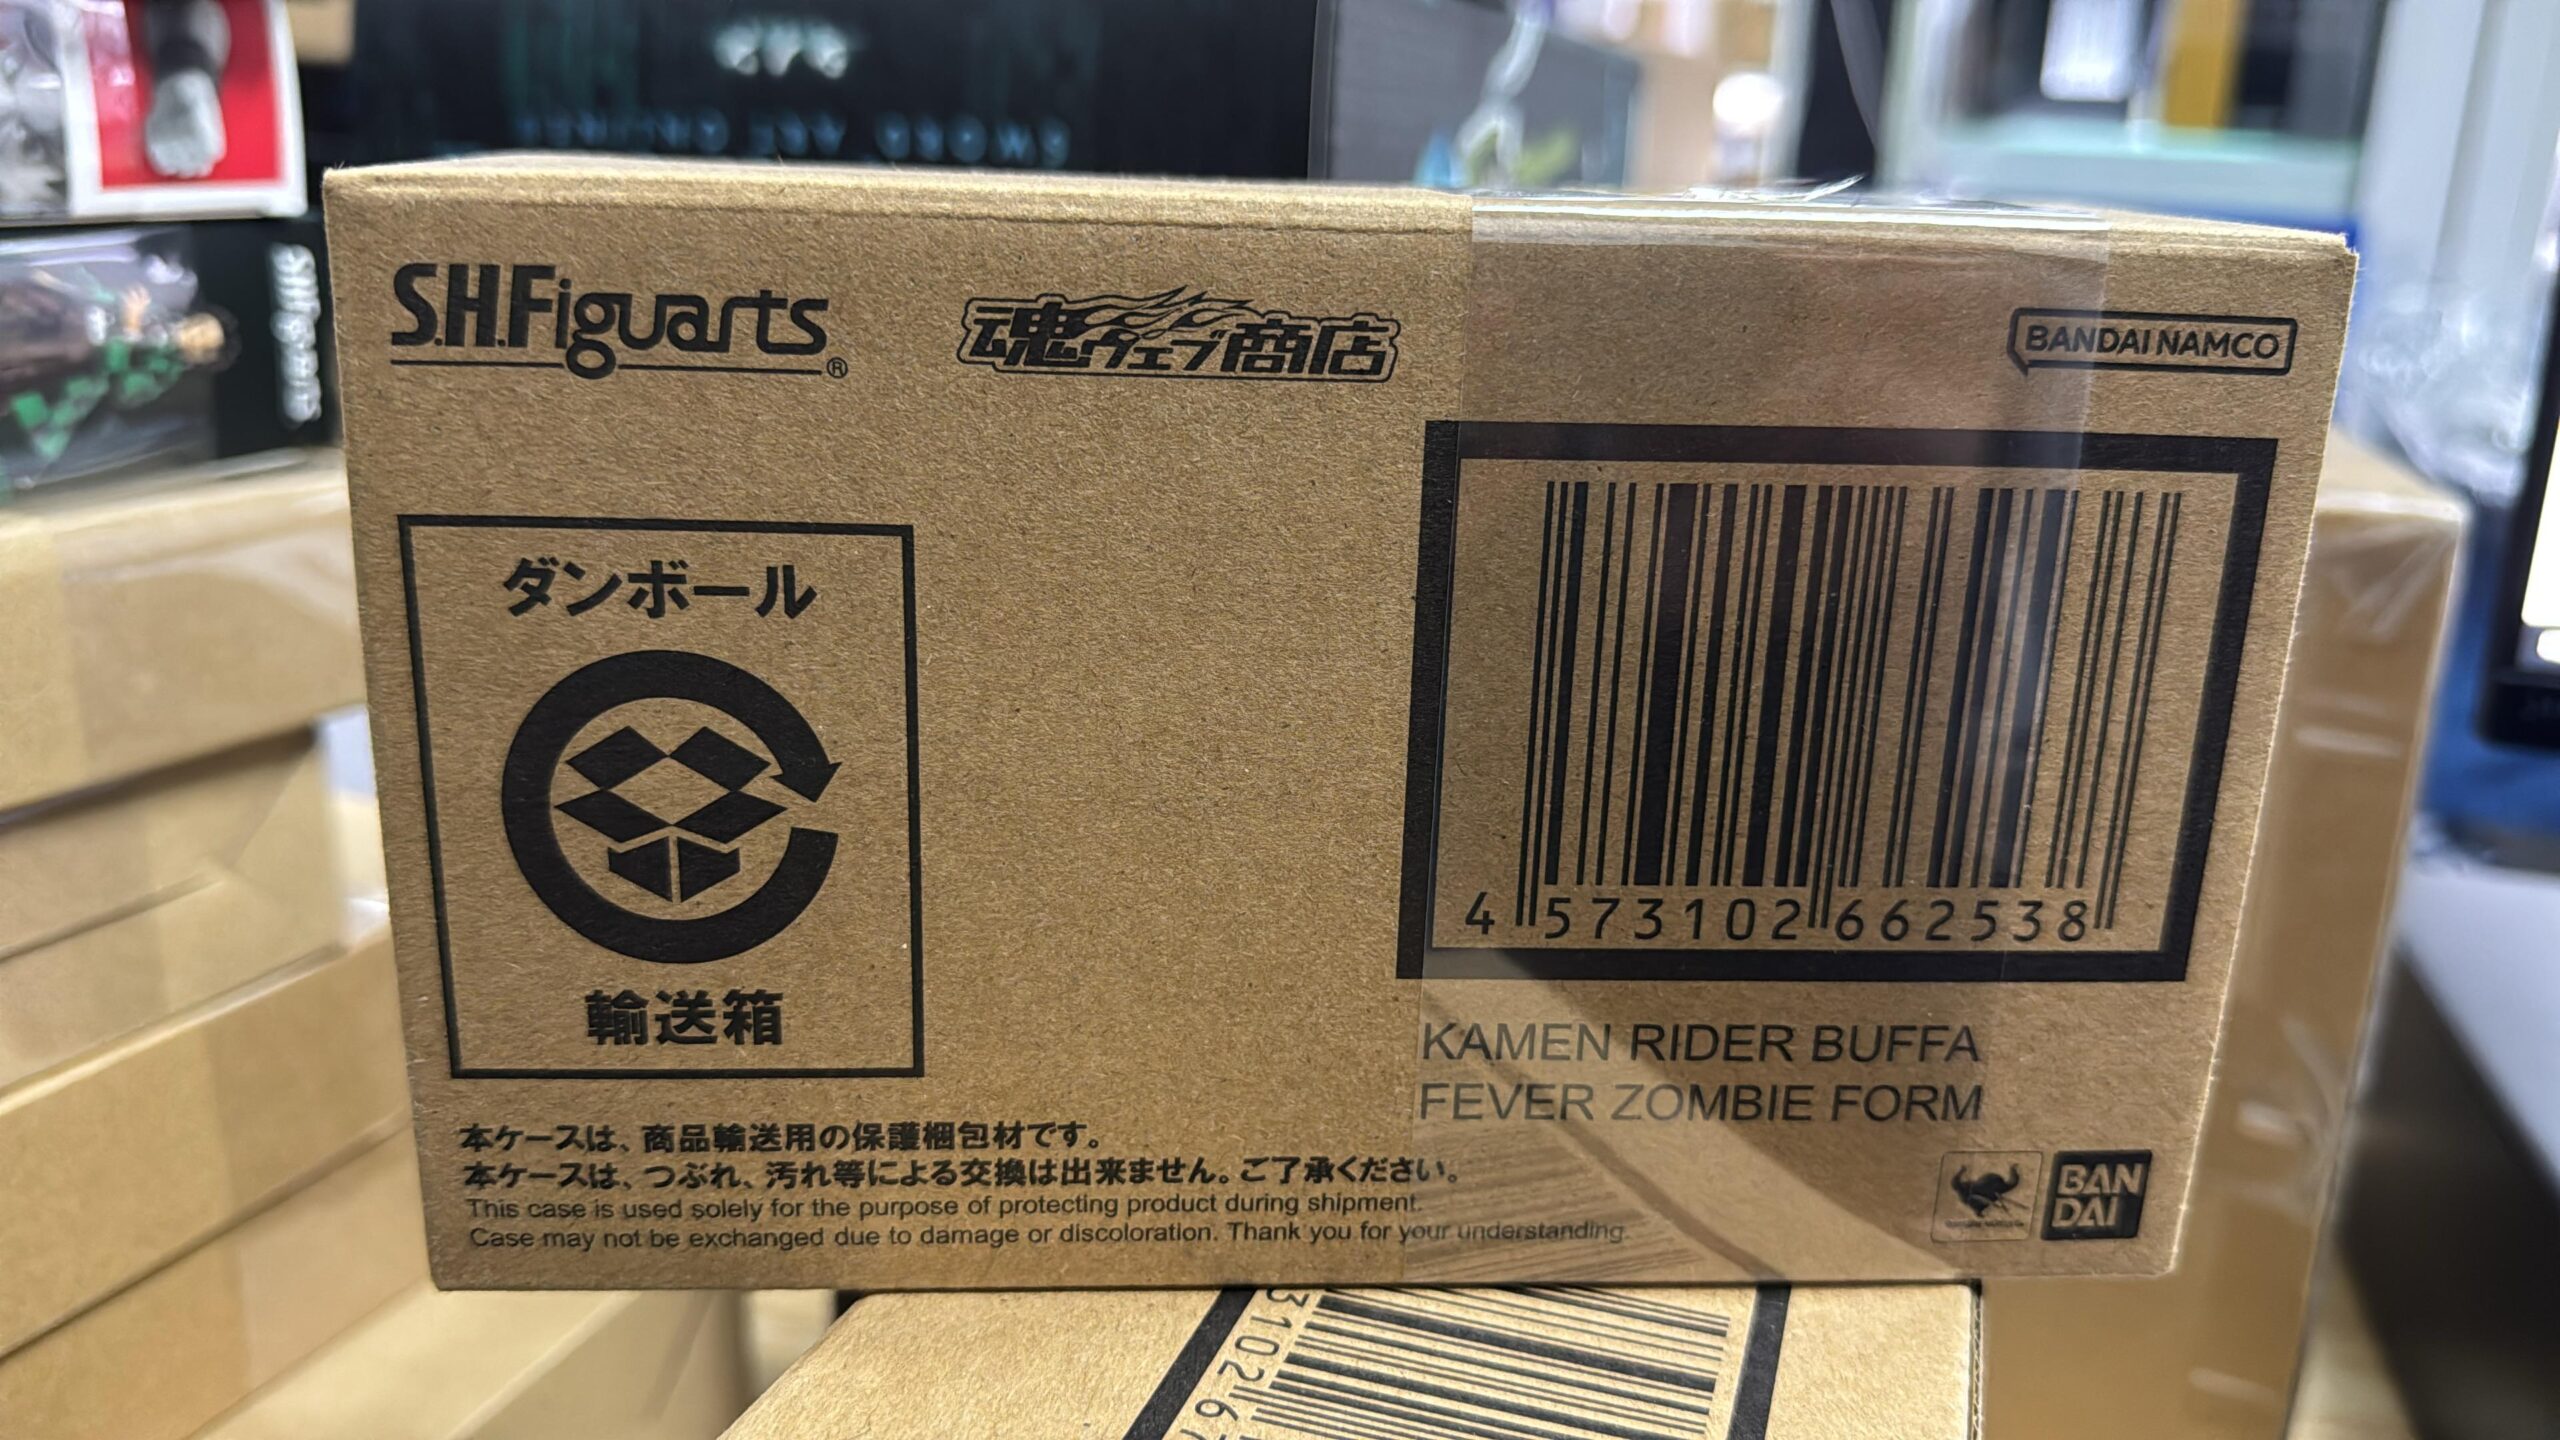 S.H.Figuarts®
魂ウェブ商店
BANDAI NAMCO
ダンボール
輸送箱
4 573102 662538
KAMEN RIDER BUFFA
FEVER ZOMBIE FORM
本ケースは、商品輸送用の保護梱包材です。
本ケースは、つぶれ、汚れ等による交換は出来ません。ご了承ください。
This case is used solely for the purpose of protecting product during shipment.
Case may not be exchanged due to damage or discoloration. Thank you for your understanding.
BAN
DAI
3102 67